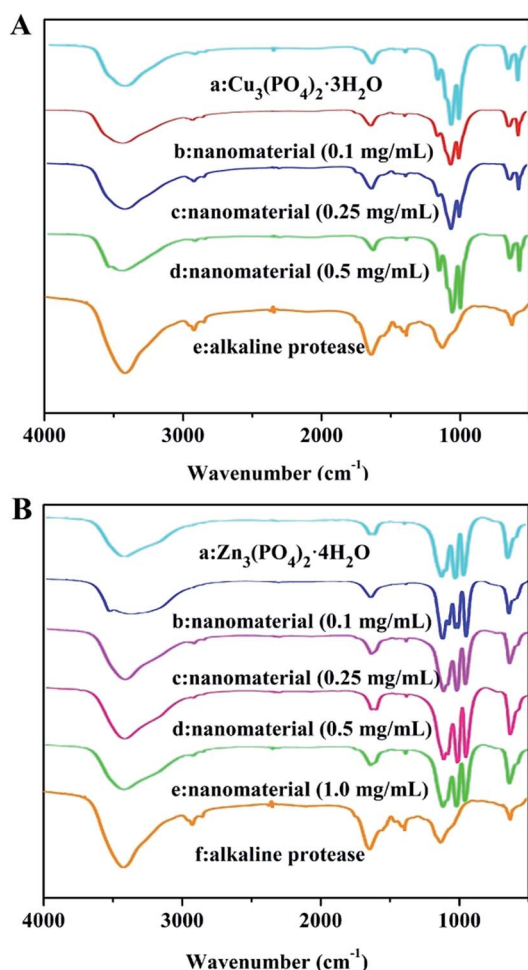 A
a:Cu₃(PO₄)₂·3H₂O
b:nanomaterial (0.1 mg/mL)
c:nanomaterial (0.25 mg/mL)
d:nanomaterial (0.5 mg/mL)
e:alkaline protease
4000 3000 2000 1000
Wavenumber (cm⁻¹)
B
a:Zn₃(PO₄)₂·4H₂O
b:nanomaterial (0.1 mg/mL)
c:nanomaterial (0.25 mg/mL)
d:nanomaterial (0.5 mg/mL)
e:nanomaterial (1.0 mg/mL)
f:alkaline protease
4000 3000 2000 1000
Wavenumber (cm⁻¹)